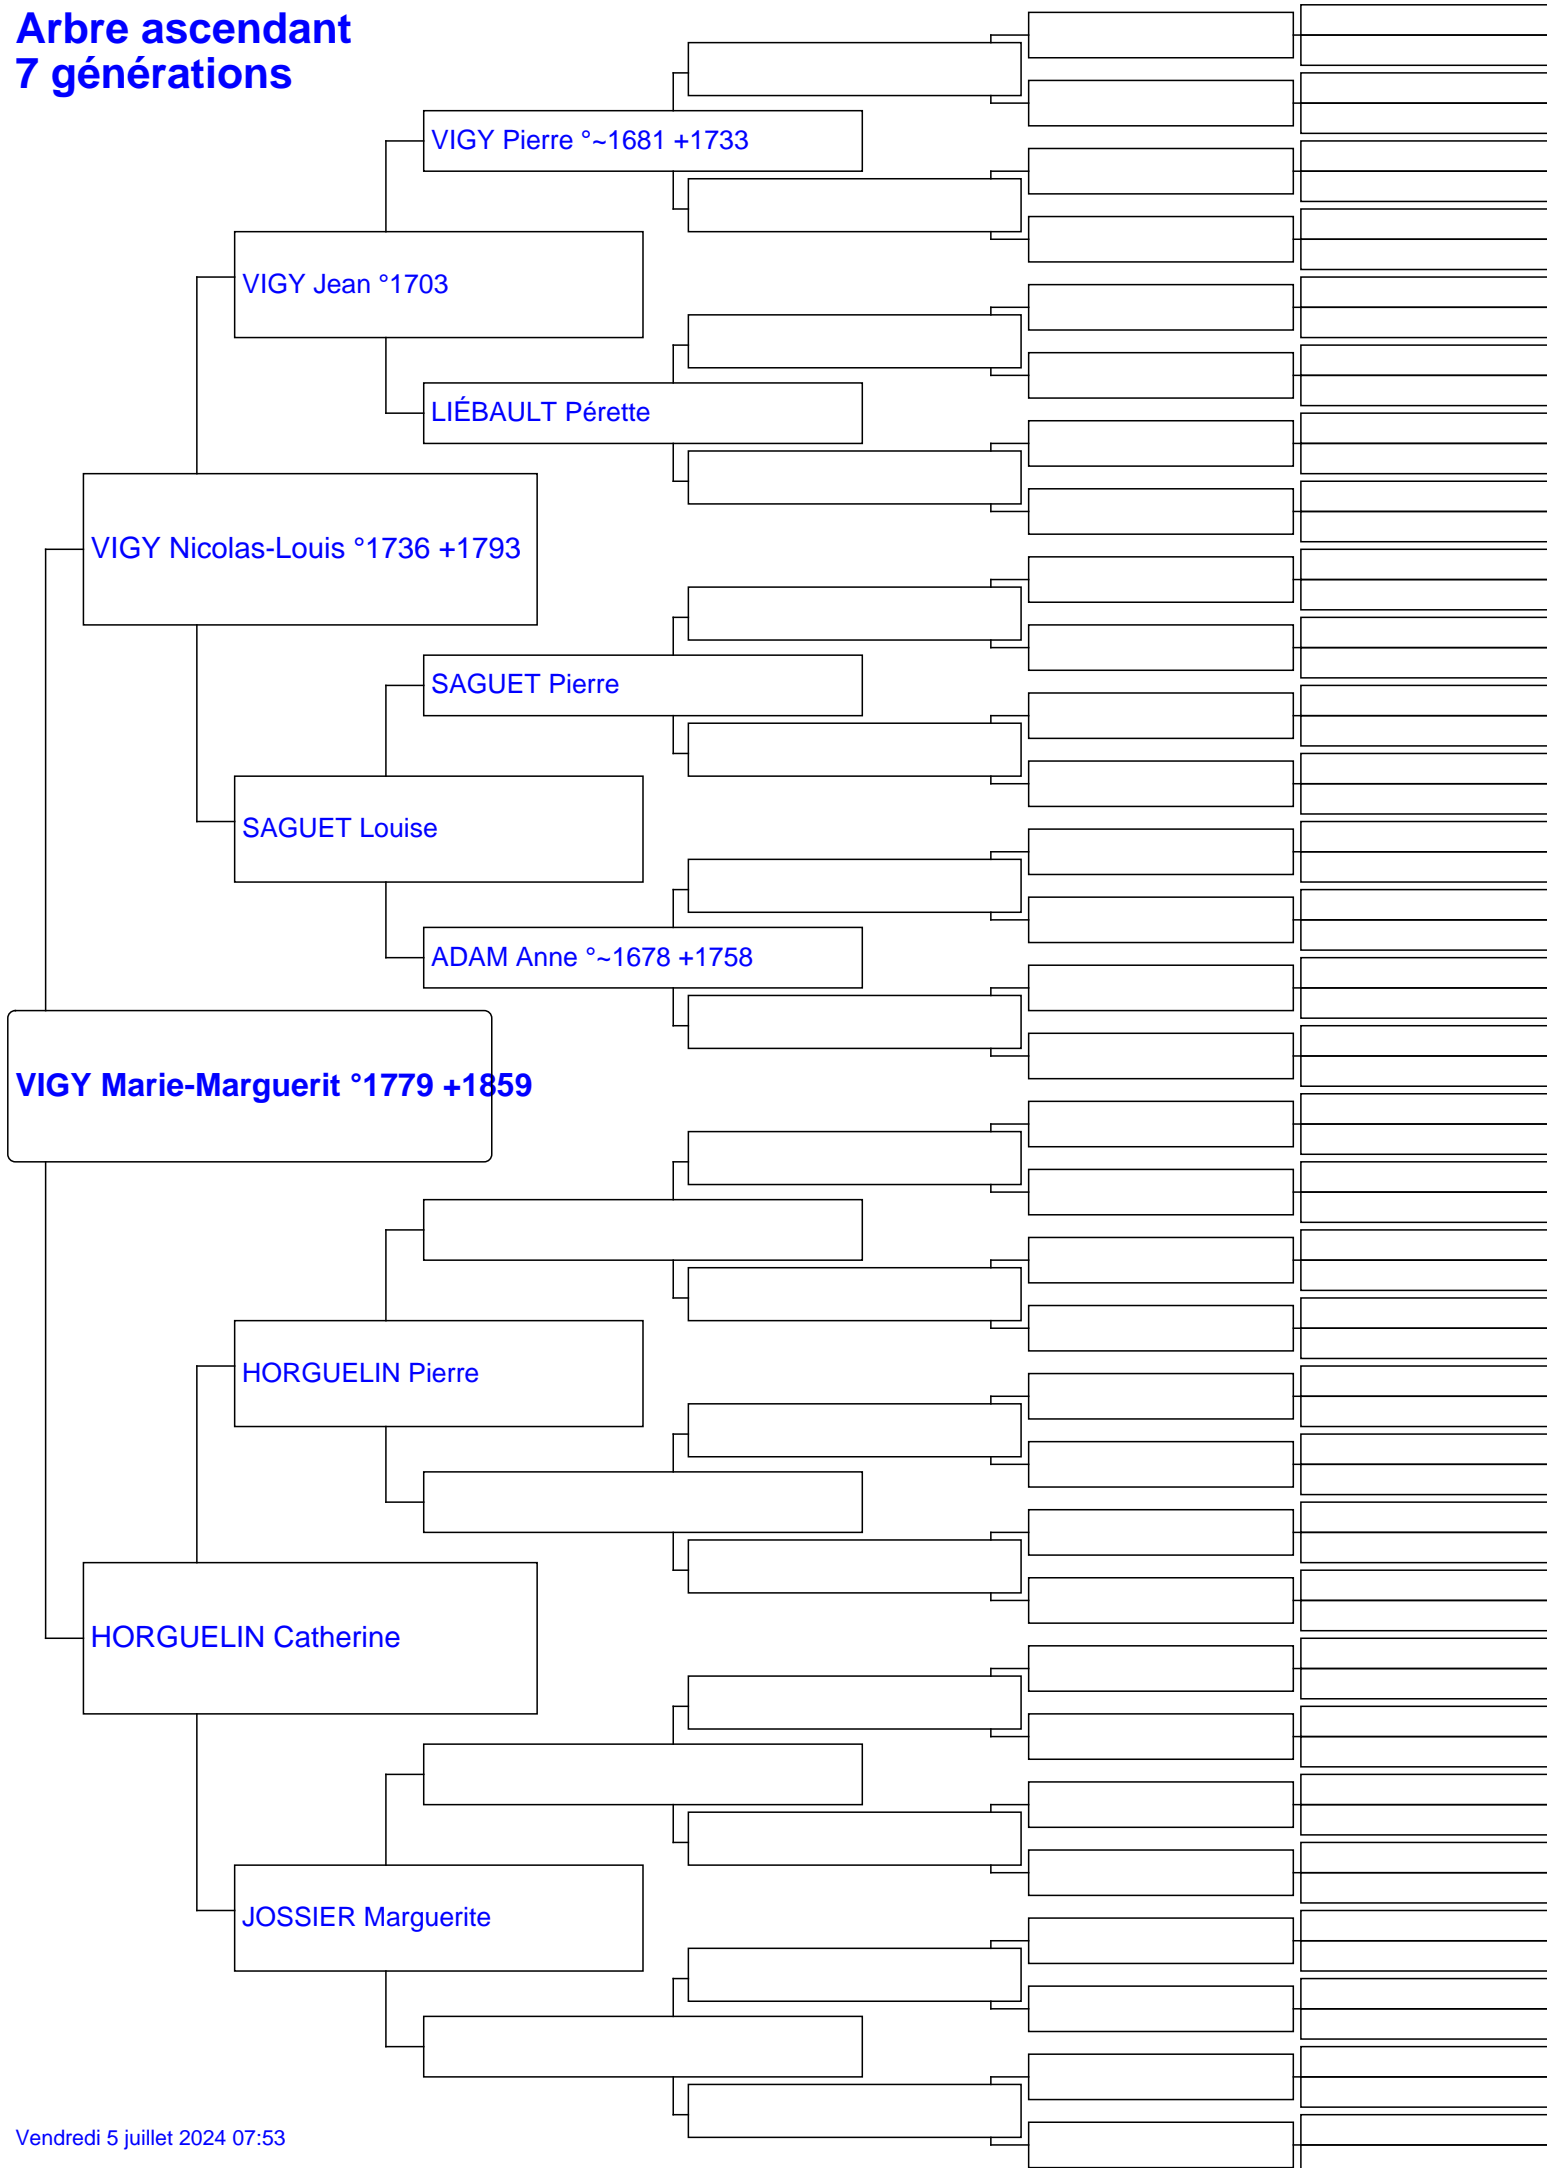 Arbre ascendant
7 générations
VIGY Pierre °~1681 +1733
VIGY Jean °1703
LIÉBAULT Pérette
VIGY Nicolas-Louis °1736 +1793
SAGUET Pierre
SAGUET Louise
ADAM Anne °~1678 +1758
VIGY Marie-Marguerit °1779 +1859
HORGUELIN Pierre
HORGUELIN Catherine
JOSSIER Marguerite
Vendredi 5 juillet 2024 07:53